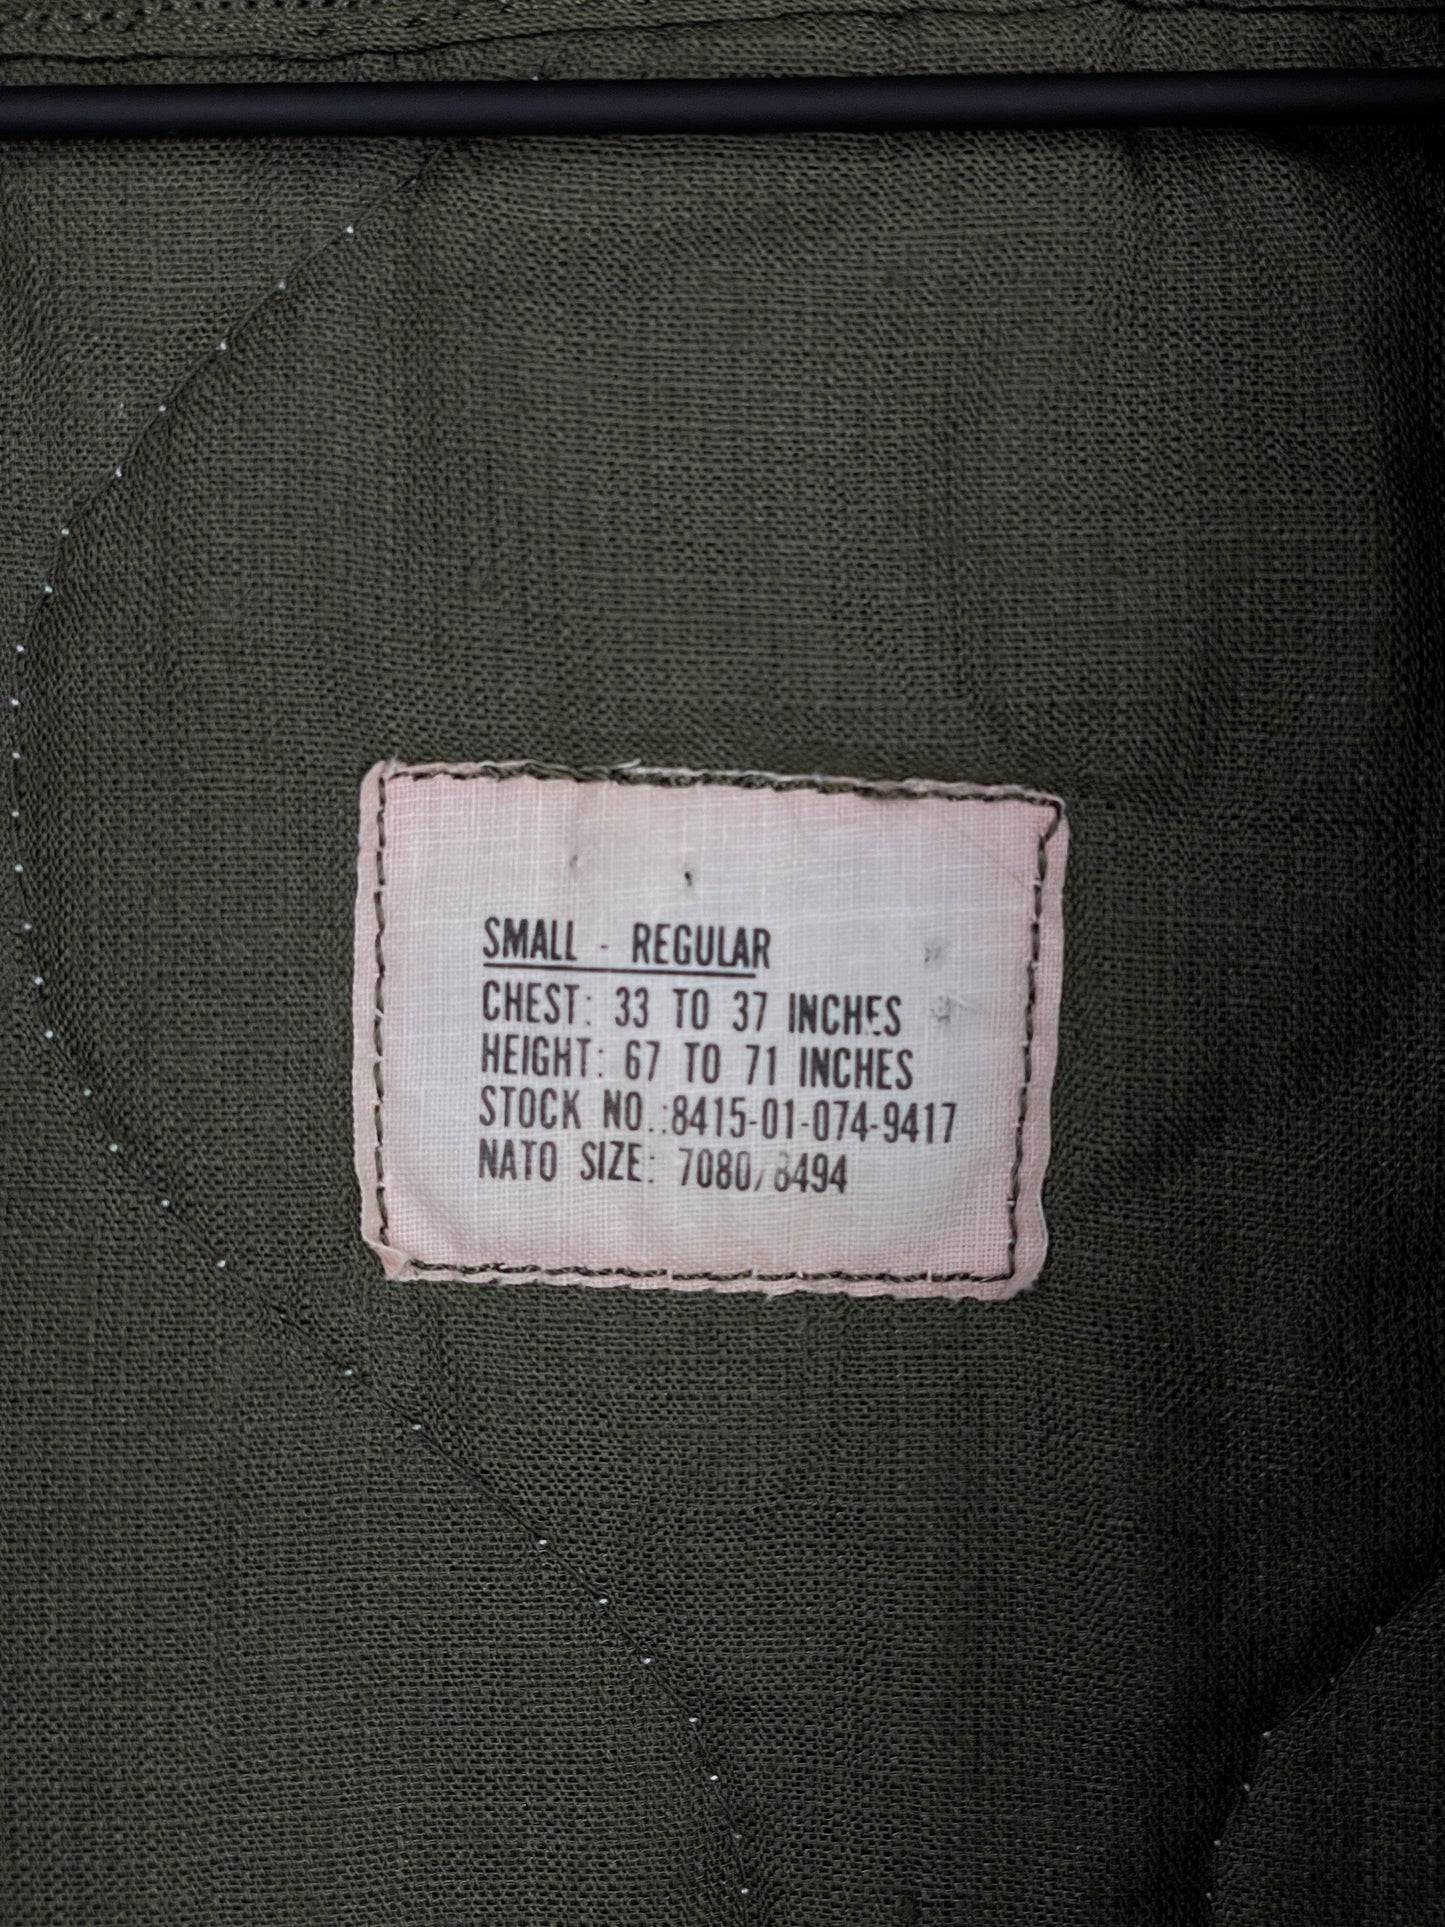 SMALL - REGULAR
CHEST: 33 TO 37 INCHES
HEIGHT: 67 TO 71 INCHES
STOCK NO.:8415-01-074-9417
NATO SIZE: 7080/8494